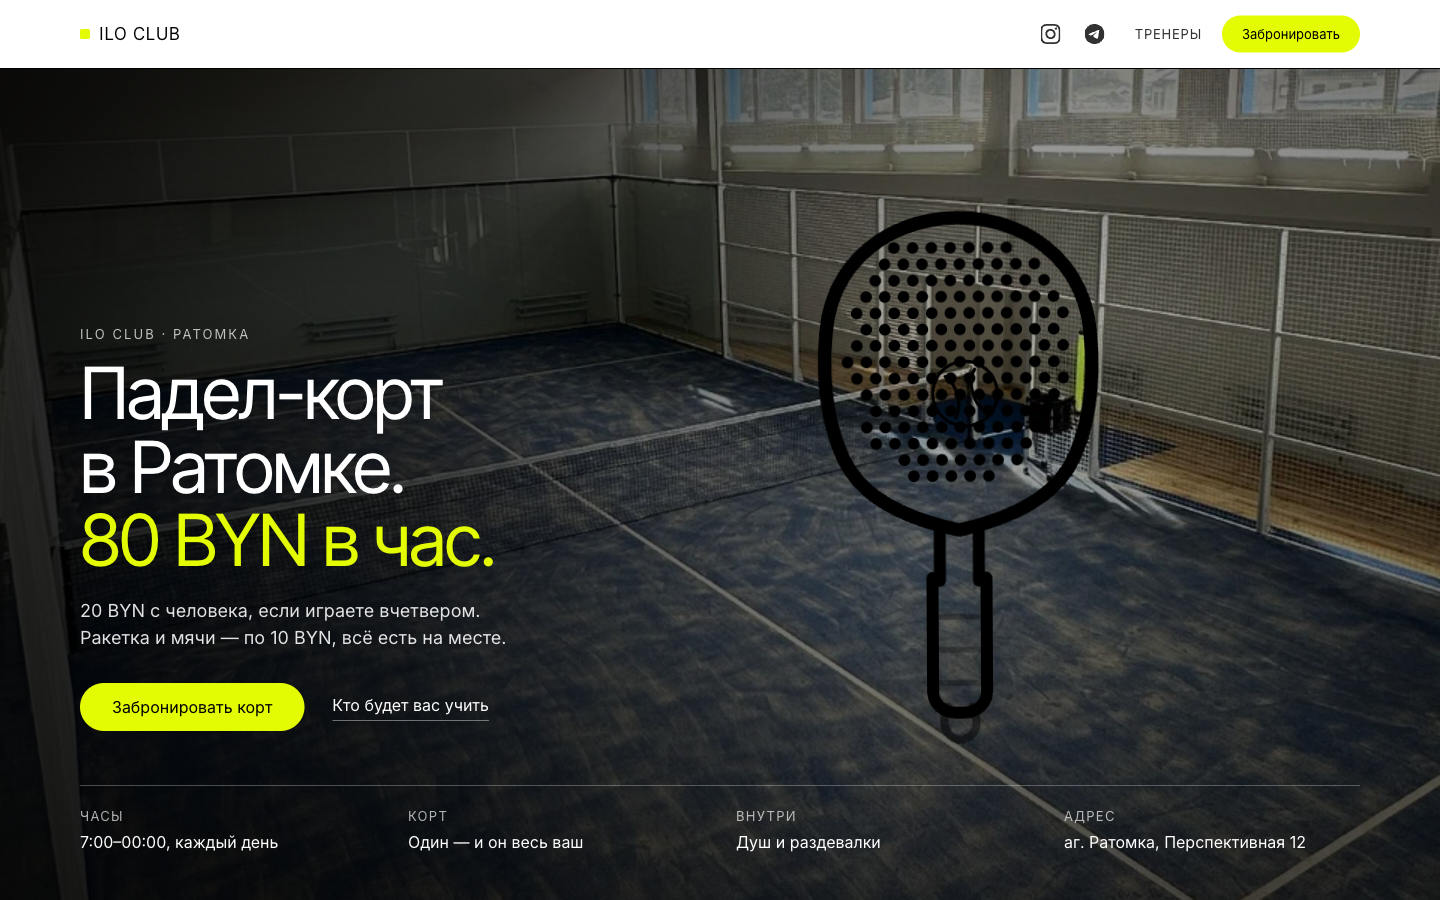 ILO CLUB
ТРЕНЕРЫ
Забронировать
ILO CLUB · РАТОМКА
Падел-корт
в Ратомке.
80 BYN в час.
20 BYN с человека, если играете вчетвером.
Ракетка и мячи — по 10 BYN, всё есть на месте.
Забронировать корт
Кто будет вас учить
ЧАСЫ
7:00–00:00, каждый день
КОРТ
Один — и он весь ваш
ВНУТРИ
Душ и раздевалки
АДРЕС
аг. Ратомка, Перспективная 12